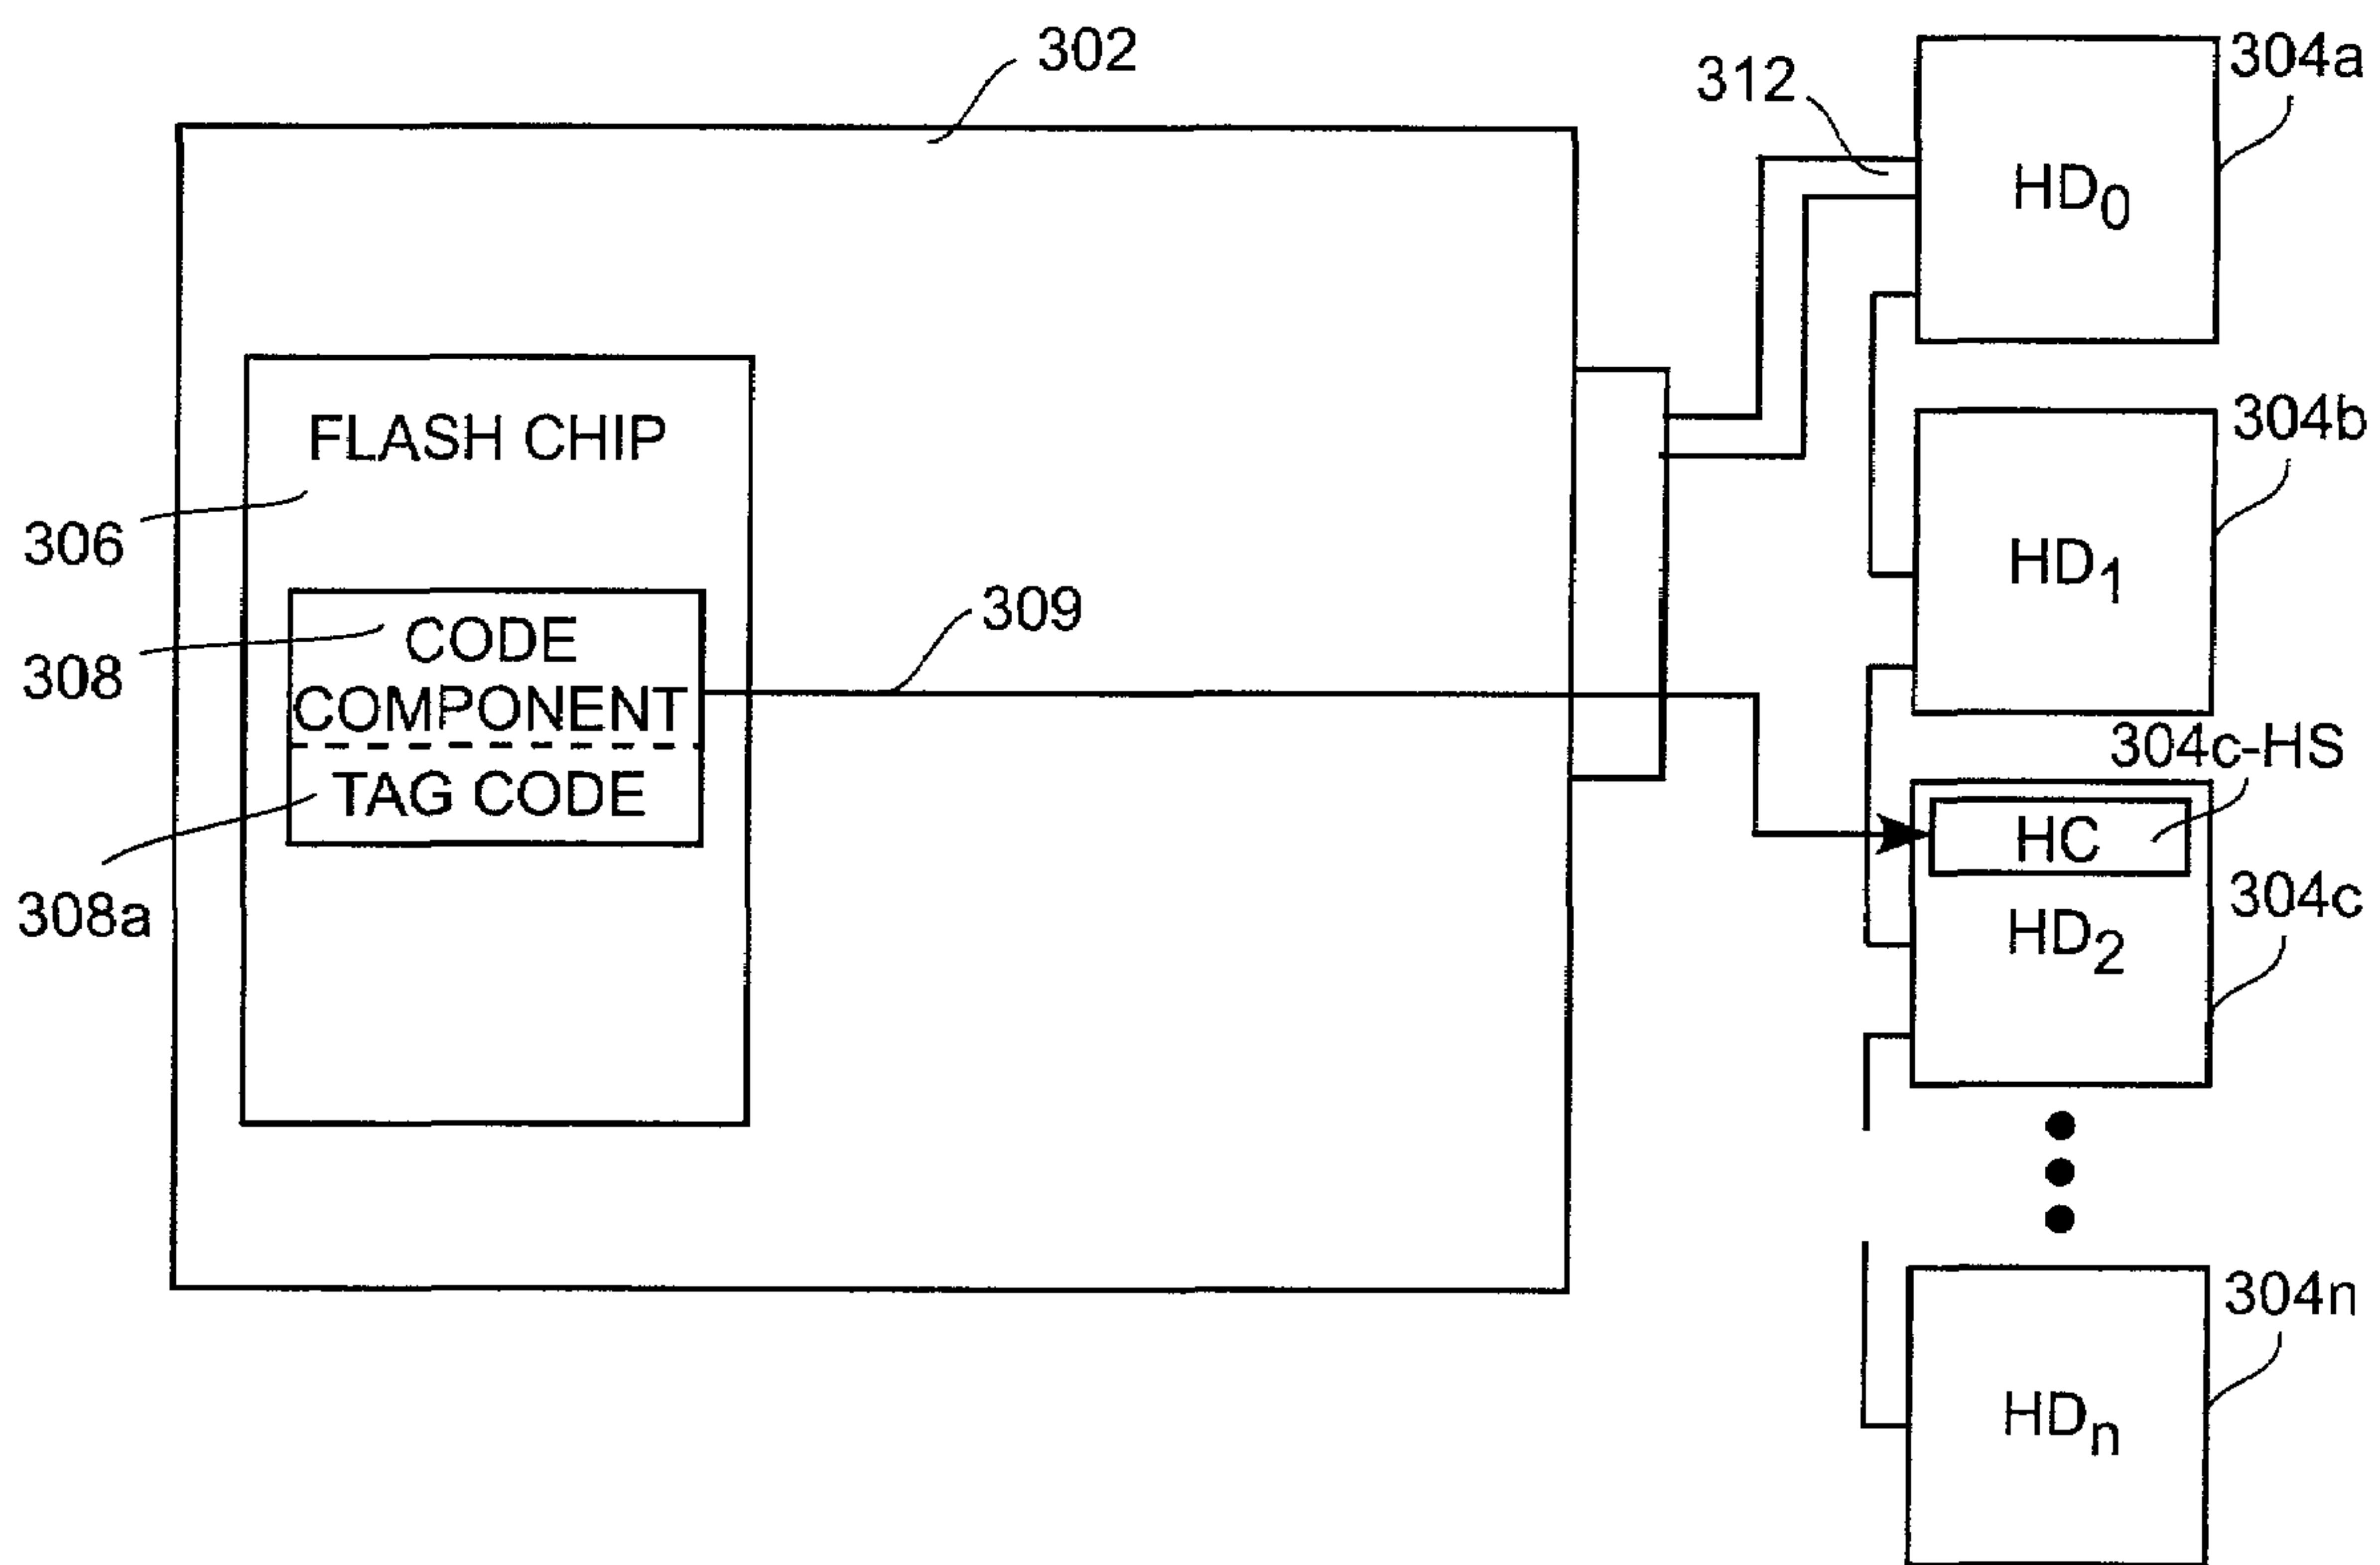 302
312
304a
HD0
FLASH CHIP
306
304b
HD1
309
CODE
COMPONENT
308
TAG CODE
308a
304c-HS
HC
304c
HD2
304n
HDn